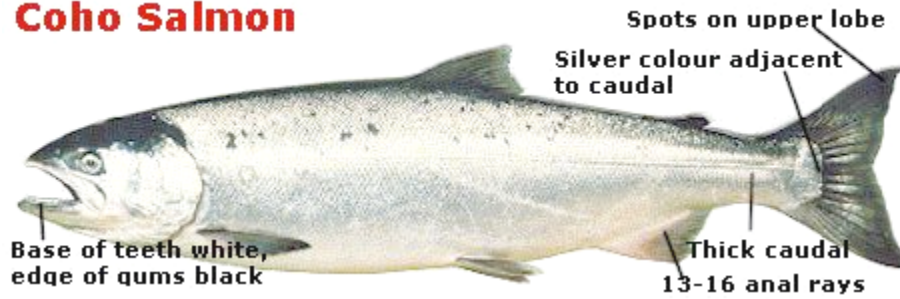 Coho Salmon
Spots on upper lobe
Silver colour adjacent
to caudal
Base of teeth white,
edge of gums black
Thick caudal
13-16 anal rays